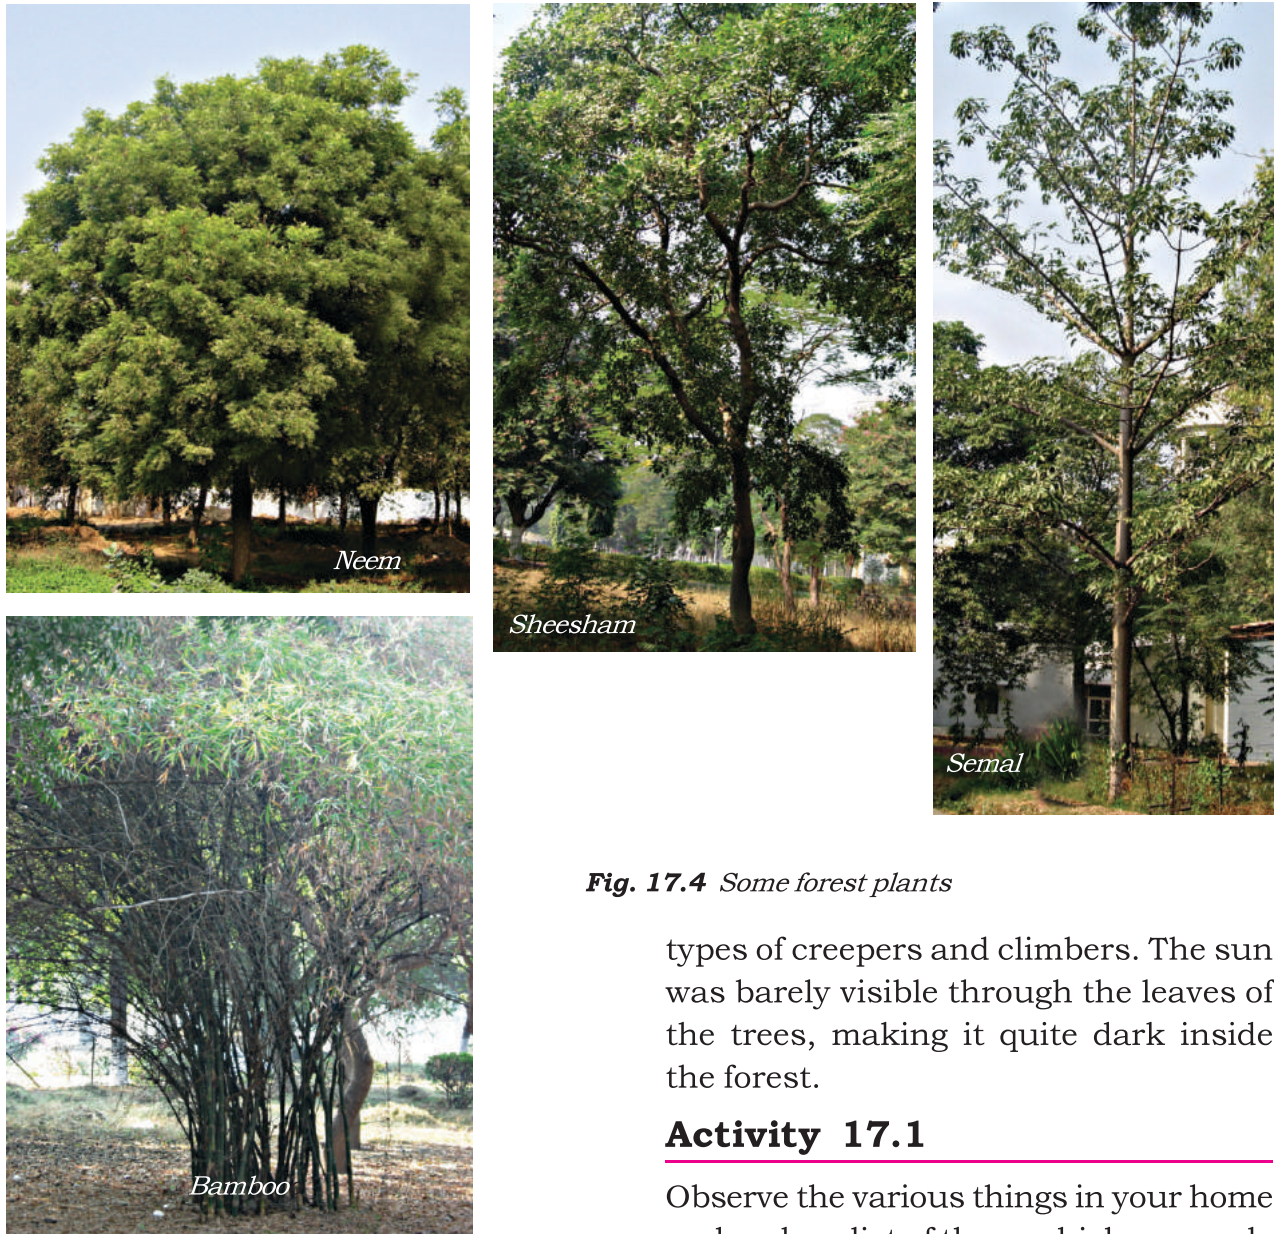 Neem
Sheesham
Semal
Bamboo
Fig. 17.4 Some forest plants
types of creepers and climbers. The sun
was barely visible through the leaves of
the trees, making it quite dark inside
the forest.
Activity 17.1
Observe the various things in your home